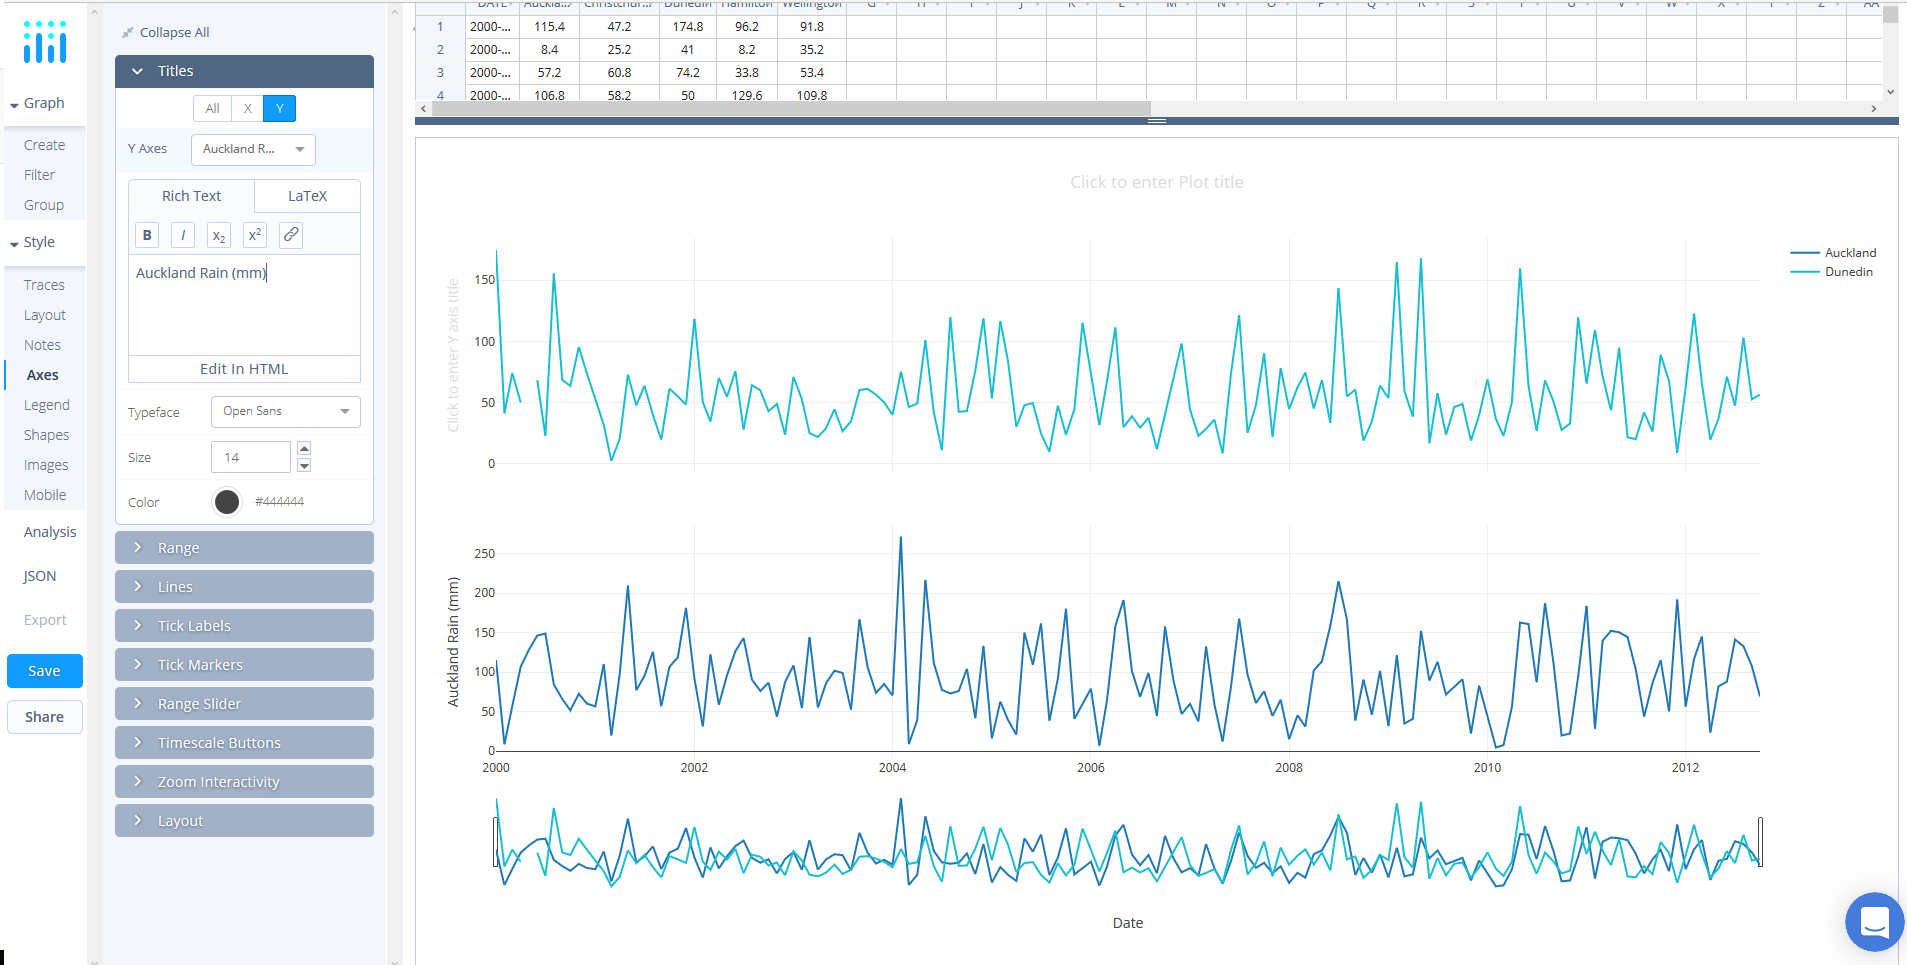 Collapse All
Titles
All X Y
Y Axes Auckland R...
Rich Text LaTeX
B I x2 x2
Auckland Rain (mm)
Edit In HTML
Typeface Open Sans
Size 14
Color #444444
Range
Lines
Tick Labels
Tick Markers
Range Slider
Timescale Buttons
Zoom Interactivity
Layout
Graph
Create
Filter
Group
Style
Traces
Layout
Notes
Axes
Legend
Shapes
Images
Mobile
Analysis
JSON
Export
Save
Share
DATE Auckla... Christchur... Dunedin Hamilton Wellington
1 2000-... 115.4 47.2 174.8 96.2 91.8
2 2000-... 8.4 25.2 41 8.2 35.2
3 2000-... 57.2 60.8 74.2 33.8 53.4
4 2000-... 106.8 58.2 50 129.6 109.8
Click to enter Plot title
Auckland
Dunedin
Click to enter Y axis title
150
100
50
0
Auckland Rain (mm)
250
200
150
100
50
0
2000 2002 2004 2006 2008 2010 2012
Date